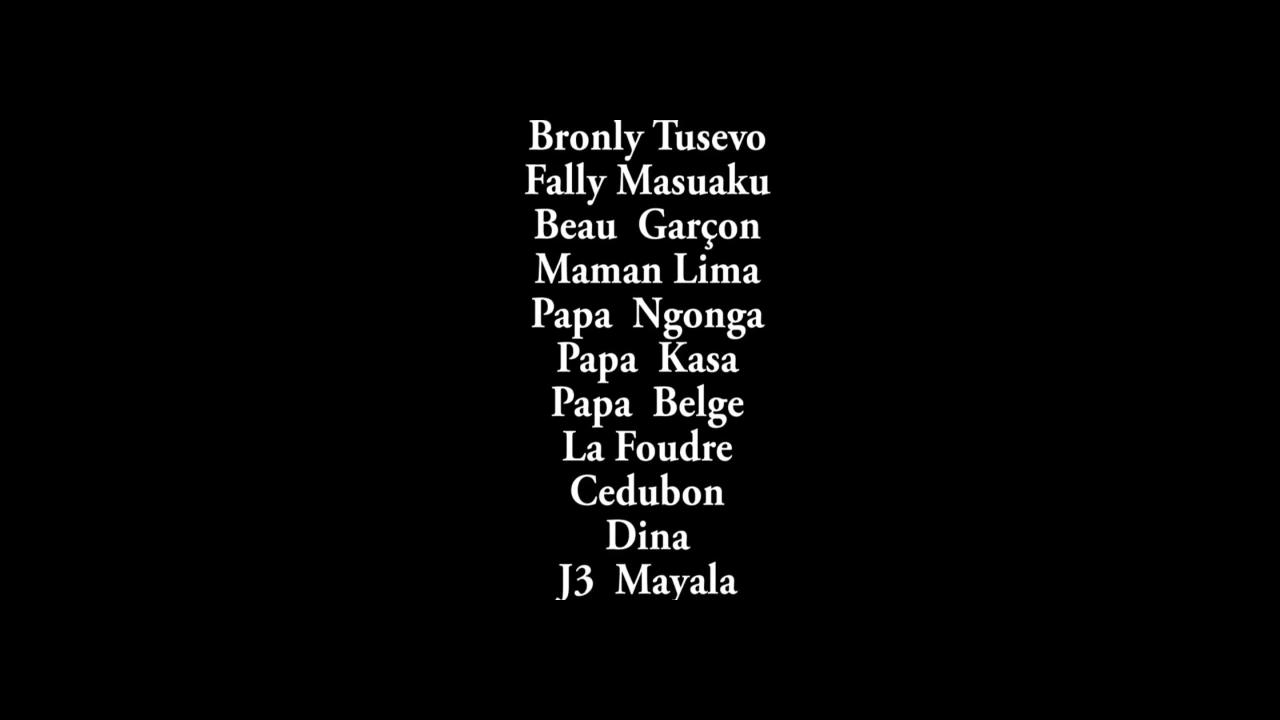 Bronly Tusevo
Fally Masuaku
Beau Garçon
Maman Lima
Papa Ngonga
Papa Kasa
Papa Belge
La Foudre
Cedubon
Dina
J3 Mayala